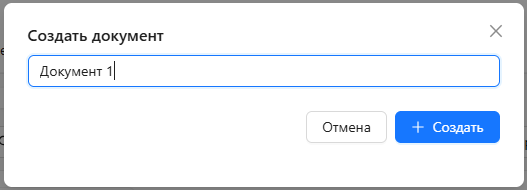 Создать документ
Документ 1
Отмена
Создать